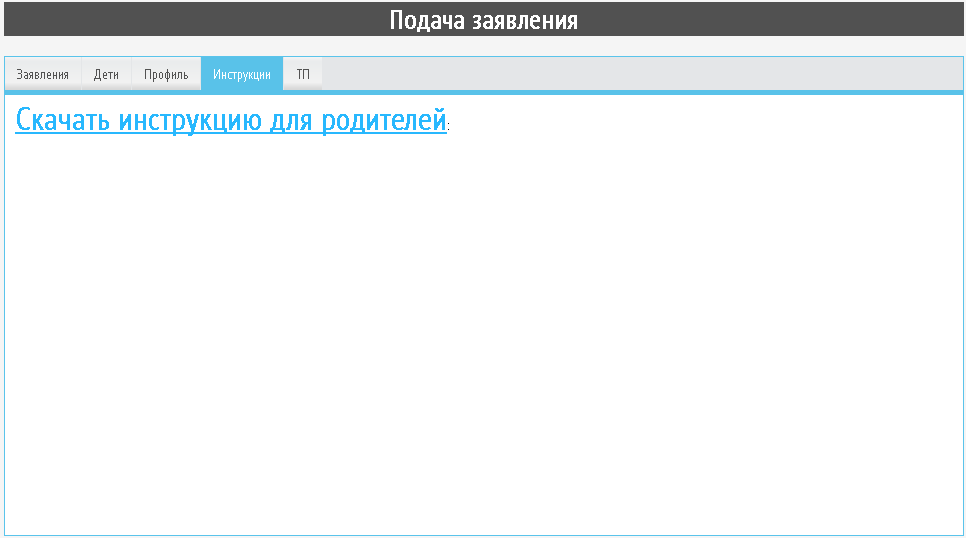 Подача заявления
Заявления Дети Профиль Инструкции ТП
Скачать инструкцию для родителей: